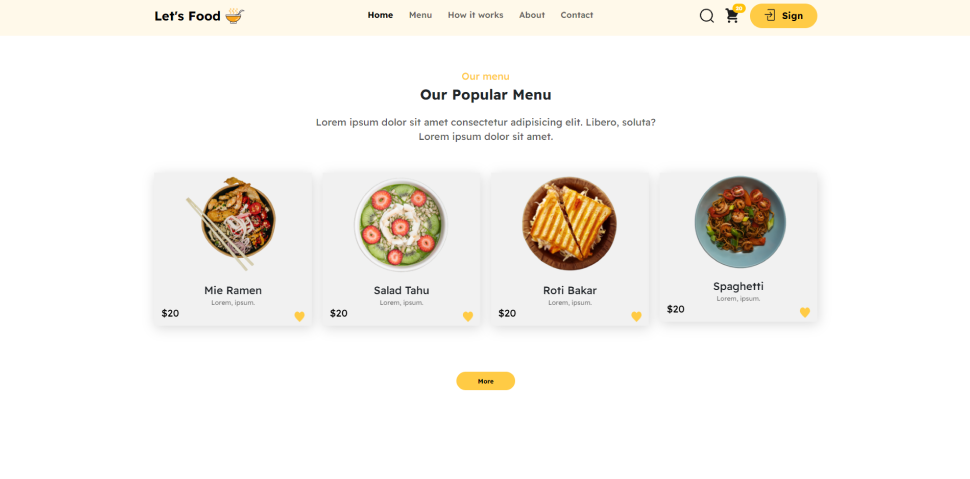 Let's Food
Home
Menu
How it works
About
Contact
Sign
Our menu
Our Popular Menu
Lorem ipsum dolor sit amet consectetur adipisicing elit. Libero, soluta?
Lorem ipsum dolor sit amet.
Mie Ramen
Lorem, ipsum.
$20
Salad Tahu
Lorem, ipsum.
$20
Roti Bakar
Lorem, ipsum.
$20
Spaghetti
Lorem, ipsum.
$20
More